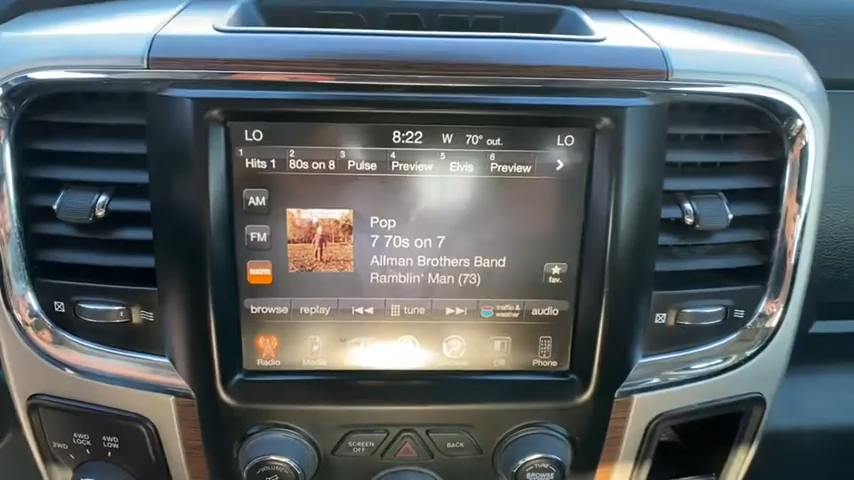 RAM
LO 8:22 W 70° out. LO
1 Hits 1 2 80s on 8 3 Pulse 4 Preview 5 Elvis 6 Preview
AM
FM
Pop
7 70s on 7
Allman Brothers Band
Ramblin' Man (73)
fav.
browse replay tune traffic & weather audio
Radio Media Phone
2WD 4WD LOCK 4WD LOW
VOLUME
SCREEN OFF
BACK
TUNE
BROWSE